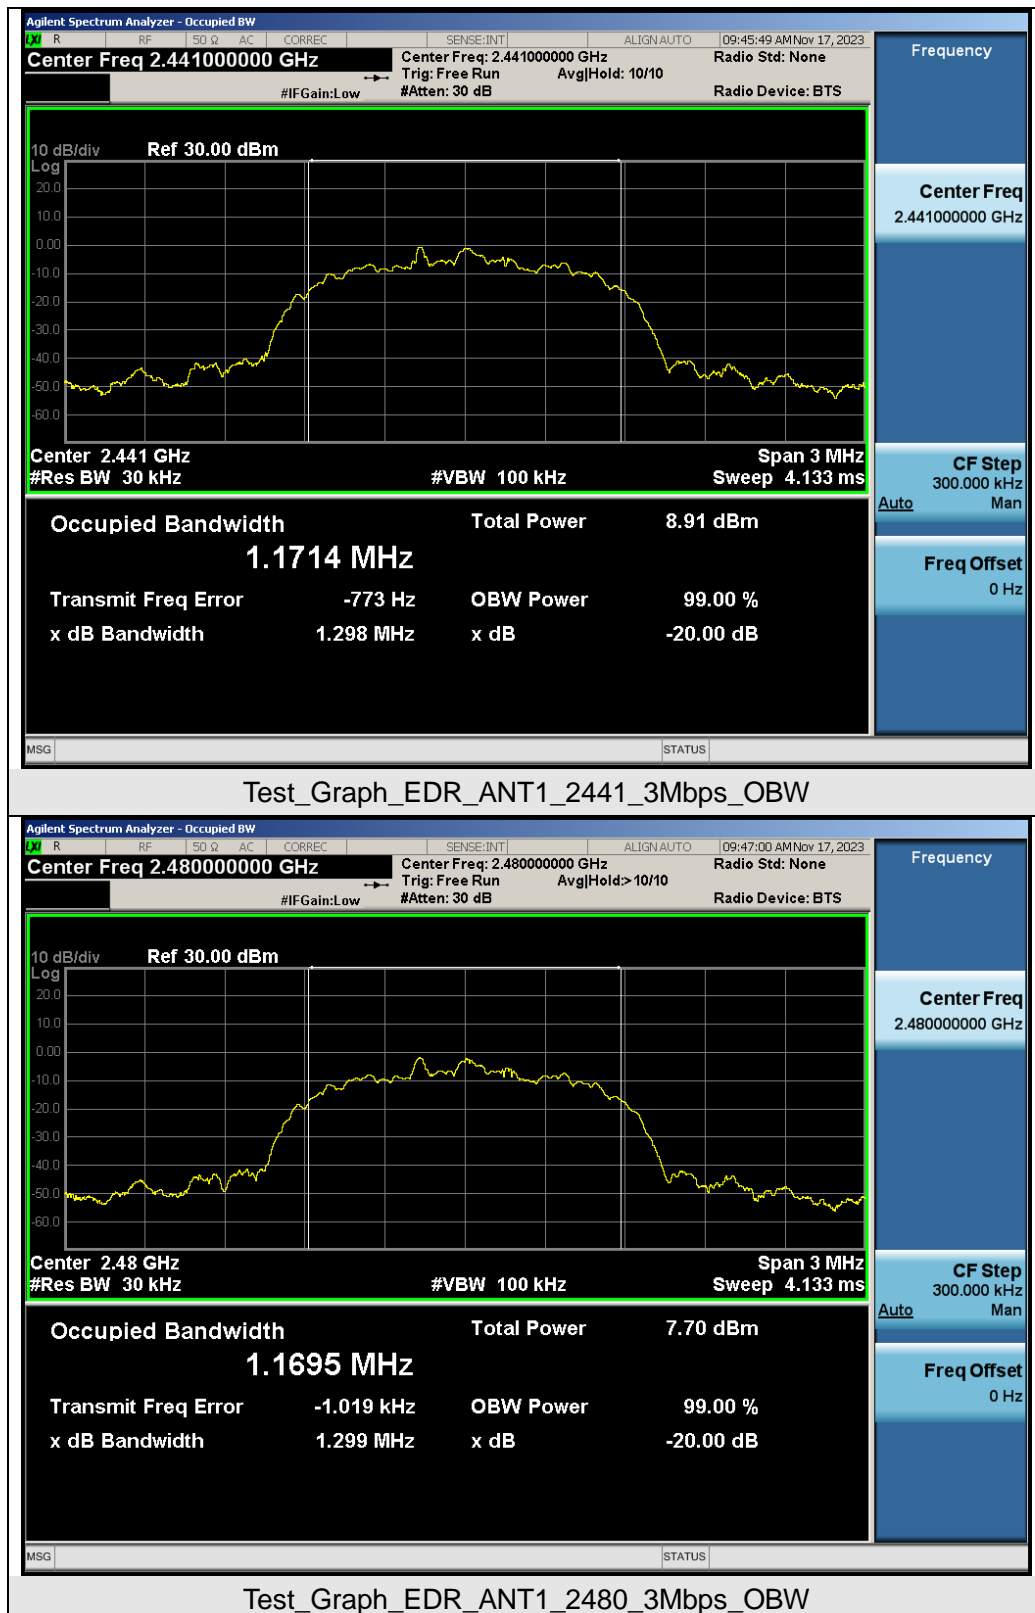 Agilent Spectrum Analyzer - Occupied BW
LXI R RF 50 Ω AC CORREC SENSE:INT ALIGN AUTO 09:45:49 AM Nov 17, 2023
Center Freq 2.441000000 GHz
Center Freq: 2.441000000 GHz
Radio Std: None
Trig: Free Run Avg|Hold: 10/10
#IFGain:Low #Atten: 30 dB Radio Device: BTS
Frequency
10 dB/div Ref 30.00 dBm
Log
20.0
10.0
0.00
-10.0
-20.0
-30.0
-40.0
-50.0
-60.0
Center 2.441 GHz Span 3 MHz
#Res BW 30 kHz #VBW 100 kHz Sweep 4.133 ms
Occupied Bandwidth Total Power 8.91 dBm
1.1714 MHz
Transmit Freq Error -773 Hz OBW Power 99.00 %
x dB Bandwidth 1.298 MHz x dB -20.00 dB
Center Freq
2.441000000 GHz
CF Step
300.000 kHz
Auto Man
Freq Offset
0 Hz
MSG STATUS
Test_Graph_EDR_ANT1_2441_3Mbps_OBW
Agilent Spectrum Analyzer - Occupied BW
LXI R RF 50 Ω AC CORREC SENSE:INT ALIGN AUTO 09:47:00 AM Nov 17, 2023
Center Freq 2.480000000 GHz
Center Freq: 2.480000000 GHz
Radio Std: None
Trig: Free Run Avg|Hold:>10/10
#IFGain:Low #Atten: 30 dB Radio Device: BTS
Frequency
10 dB/div Ref 30.00 dBm
Log
20.0
10.0
0.00
-10.0
-20.0
-30.0
-40.0
-50.0
-60.0
Center 2.48 GHz Span 3 MHz
#Res BW 30 kHz #VBW 100 kHz Sweep 4.133 ms
Occupied Bandwidth Total Power 7.70 dBm
1.1695 MHz
Transmit Freq Error -1.019 kHz OBW Power 99.00 %
x dB Bandwidth 1.299 MHz x dB -20.00 dB
Center Freq
2.480000000 GHz
CF Step
300.000 kHz
Auto Man
Freq Offset
0 Hz
MSG STATUS
Test_Graph_EDR_ANT1_2480_3Mbps_OBW